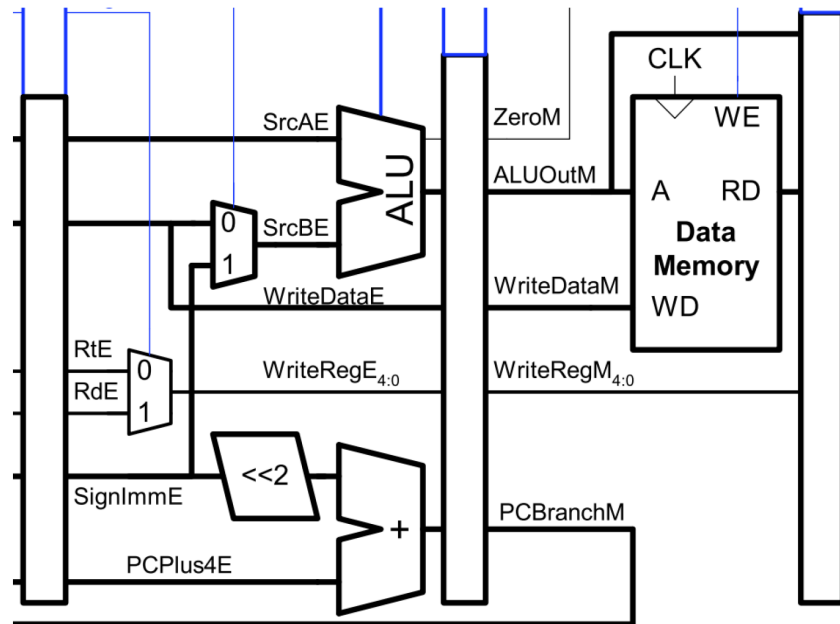 CLK
SrcAE
ZeroM
WE
ALU
ALUOutM
A
RD
0
SrcBE
1
Data
Memory
WriteDataE
WriteDataM
WD
RtE
0
WriteRegE4:0
WriteRegM4:0
RdE
1
<<2
SignImmE
PCBranchM
+
PCPlus4E